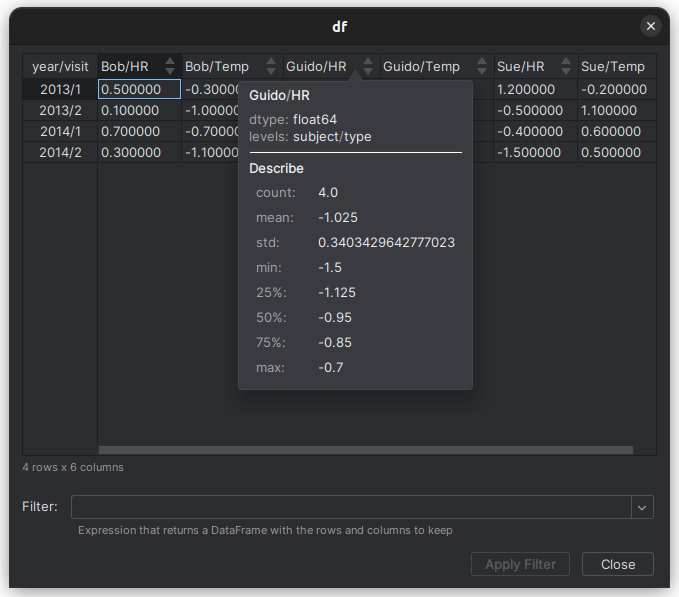 df
year/visit Bob/HR Bob/Temp Guido/HR Guido/Temp Sue/HR Sue/Temp
2013/1 0.500000 -0.3000 1.200000 -0.200000
2013/2 0.100000 -1.0000 -0.500000 1.100000
2014/1 0.700000 -0.7000 -0.400000 0.600000
2014/2 0.300000 -1.1000 -1.500000 0.500000
Guido/HR
dtype: float64
levels: subject/type
Describe
count: 4.0
mean: -1.025
std: 0.3403429642777023
min: -1.5
25%: -1.125
50%: -0.95
75%: -0.85
max: -0.7
4 rows x 6 columns
Filter:
Expression that returns a DataFrame with the rows and columns to keep
Apply Filter Close